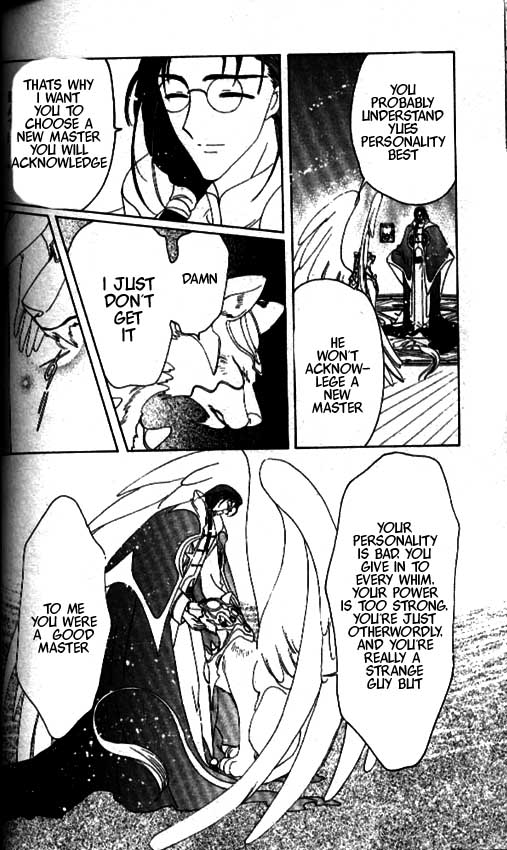 YOU
PROBABLY
UNDERSTAND
YUES
PERSONALITY
BEST
HE
WON'T
ACKNOW-
LEGE A
NEW
MASTER
THATS WHY
I WANT
YOU TO
CHOOSE A
NEW MASTER
YOU WILL
ACKNOWLEDGE
DAMN
I JUST
DON'T
GET
IT
YOUR
PERSONALITY
IS BAD. YOU
GIVE IN TO
EVERY WHIM.
YOUR POWER
IS TOO STRONG.
YOU'RE JUST
OTHERWORDLY.
AND YOU'RE
REALLY A
STRANGE
GUY BUT
TO ME
YOU WERE
A GOOD
MASTER